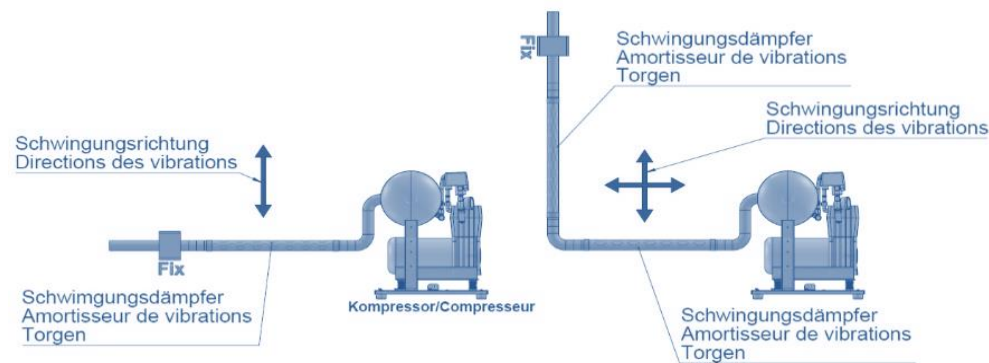 Schwingungsrichtung
Directions des vibrations
Fix
Schwimgungsdämpfer
Amortisseur de vibrations
Torgen
Kompressor/Compresseur
Fix
Schwingungsdämpfer
Amortisseur de vibrations
Torgen
Schwingungsrichtung
Directions des vibrations
Schwingungsdämpfer
Amortisseur de vibrations
Torgen